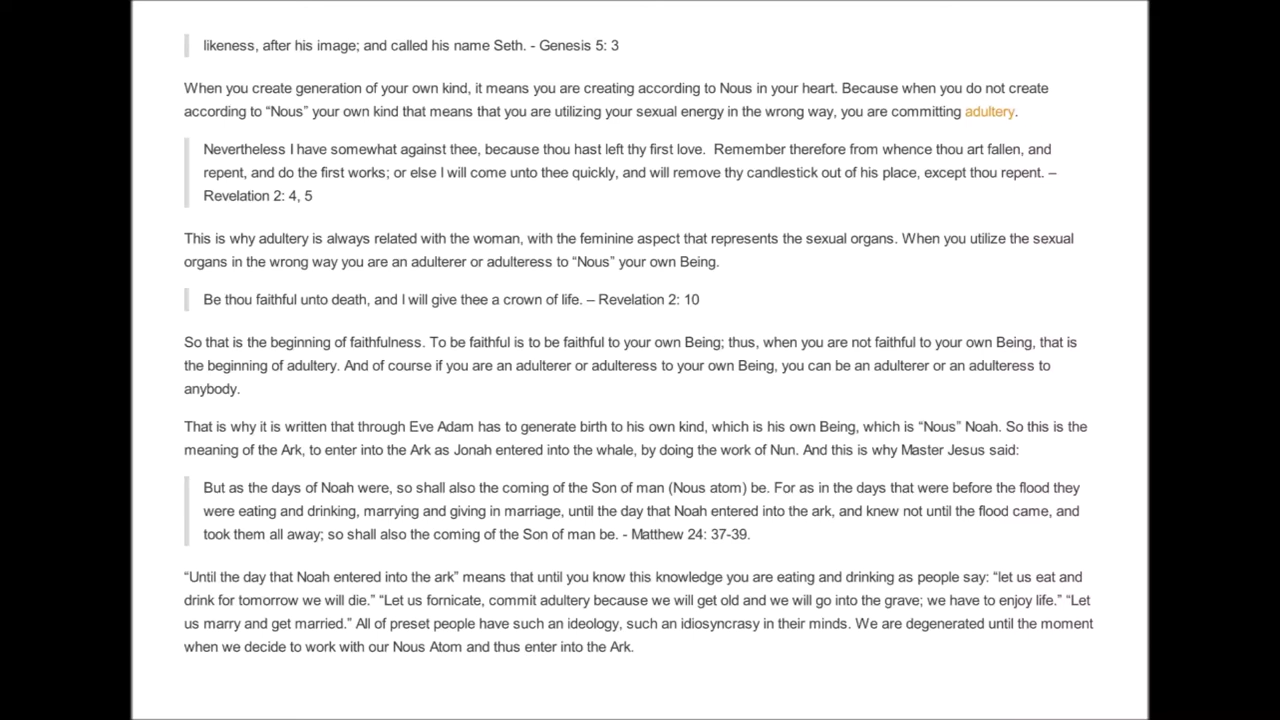 likeness, after his image; and called his name Seth. - Genesis 5: 3
When you create generation of your own kind, it means you are creating according to Nous in your heart. Because when you do not create
according to “Nous” your own kind that means that you are utilizing your sexual energy in the wrong way, you are committing adultery.
Nevertheless I have somewhat against thee, because thou hast left thy first love.  Remember therefore from whence thou art fallen, and
repent, and do the first works; or else I will come unto thee quickly, and will remove thy candlestick out of his place, except thou repent. –
Revelation 2: 4, 5
This is why adultery is always related with the woman, with the feminine aspect that represents the sexual organs. When you utilize the sexual
organs in the wrong way you are an adulterer or adulteress to “Nous” your own Being.
Be thou faithful unto death, and I will give thee a crown of life. – Revelation 2: 10
So that is the beginning of faithfulness. To be faithful is to be faithful to your own Being; thus, when you are not faithful to your own Being, that is
the beginning of adultery. And of course if you are an adulterer or adulteress to your own Being, you can be an adulterer or an adulteress to
anybody.
That is why it is written that through Eve Adam has to generate birth to his own kind, which is his own Being, which is “Nous” Noah. So this is the
meaning of the Ark, to enter into the Ark as Jonah entered into the whale, by doing the work of Nun. And this is why Master Jesus said:
But as the days of Noah were, so shall also the coming of the Son of man (Nous atom) be. For as in the days that were before the flood they
were eating and drinking, marrying and giving in marriage, until the day that Noah entered into the ark, and knew not until the flood came, and
took them all away; so shall also the coming of the Son of man be. - Matthew 24: 37-39.
“Until the day that Noah entered into the ark” means that until you know this knowledge you are eating and drinking as people say: “let us eat and
drink for tomorrow we will die.” “Let us fornicate, commit adultery because we will get old and we will go into the grave; we have to enjoy life.” “Let
us marry and get married.” All of preset people have such an ideology, such an idiosyncrasy in their minds. We are degenerated until the moment
when we decide to work with our Nous Atom and thus enter into the Ark.